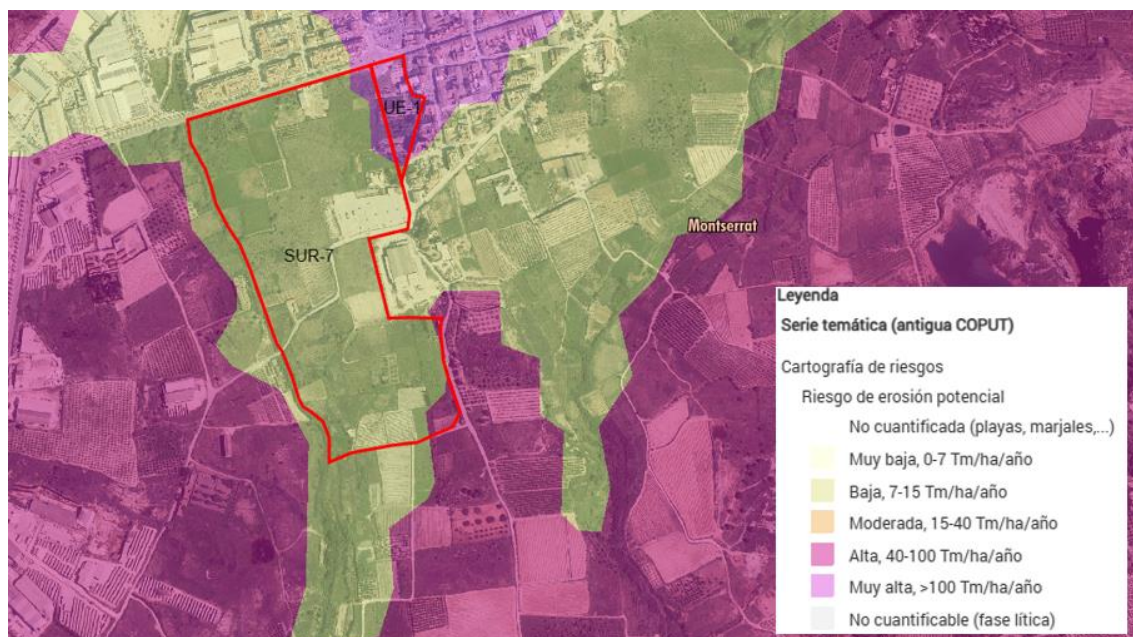 UE-1
Montserrat
SUR-7
Leyenda
Serie temática (antigua COPUT)
Cartografía de riesgos
Riesgo de erosión potencial
No cuantificada (playas, marjales,...)
Muy baja, 0-7 Tm/ha/año
Baja, 7-15 Tm/ha/año
Moderada, 15-40 Tm/ha/año
Alta, 40-100 Tm/ha/año
Muy alta, >100 Tm/ha/año
No cuantificable (fase lítica)